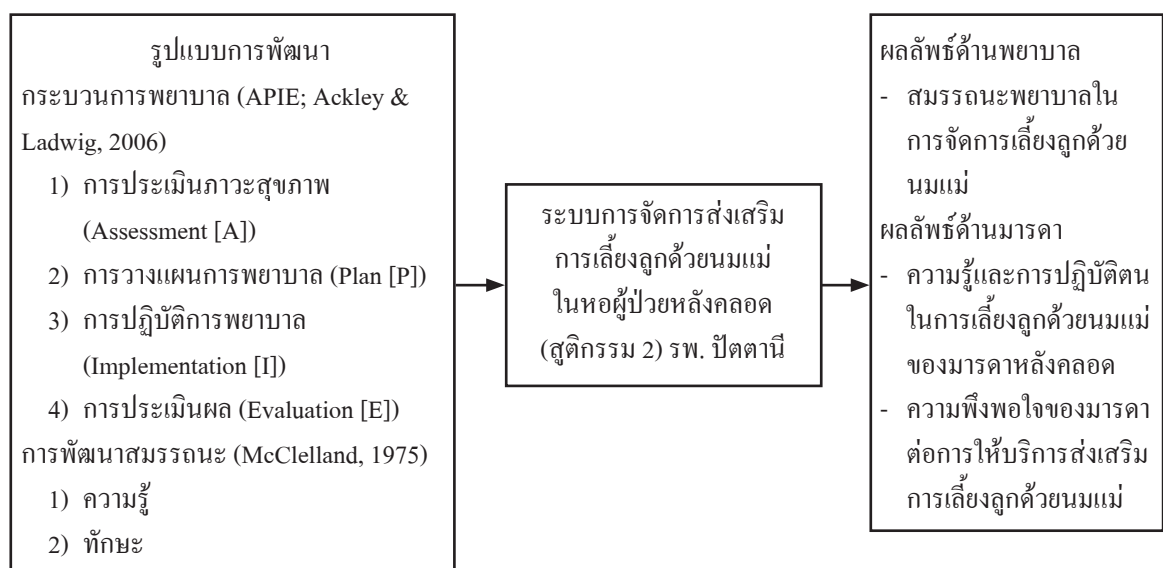 รูปแบบการพัฒนา
กระบวนการพยาบาล (APIE; Ackley &
Ladwig, 2006)
1) การประเมินภาวะสุขภาพ
(Assessment [A])
2) การวางแผนการพยาบาล (Plan [P])
3) การปฏิบัติการพยาบาล
(Implementation [I])
4) การประเมินผล (Evaluation [E])
การพัฒนาสมรรถนะ (McClelland, 1975)
1) ความรู้
2) ทักษะ
ระบบการจัดการส่งเสริม
การเลี้ยงลูกด้วยนมแม่
ในหอผู้ป่วยหลังคลอด
(สูติกรรม 2) รพ. ปัตตานี
ผลลัพธ์ด้านพยาบาล
- สมรรถนะพยาบาลใน
การจัดการเลี้ยงลูกด้วย
นมแม่
ผลลัพธ์ด้านมารดา
- ความรู้และการปฏิบัติตน
ในการเลี้ยงลูกด้วยนมแม่
ของมารดาหลังคลอด
- ความพึงพอใจของมารดา
ต่อการให้บริการส่งเสริม
การเลี้ยงลูกด้วยนมแม่